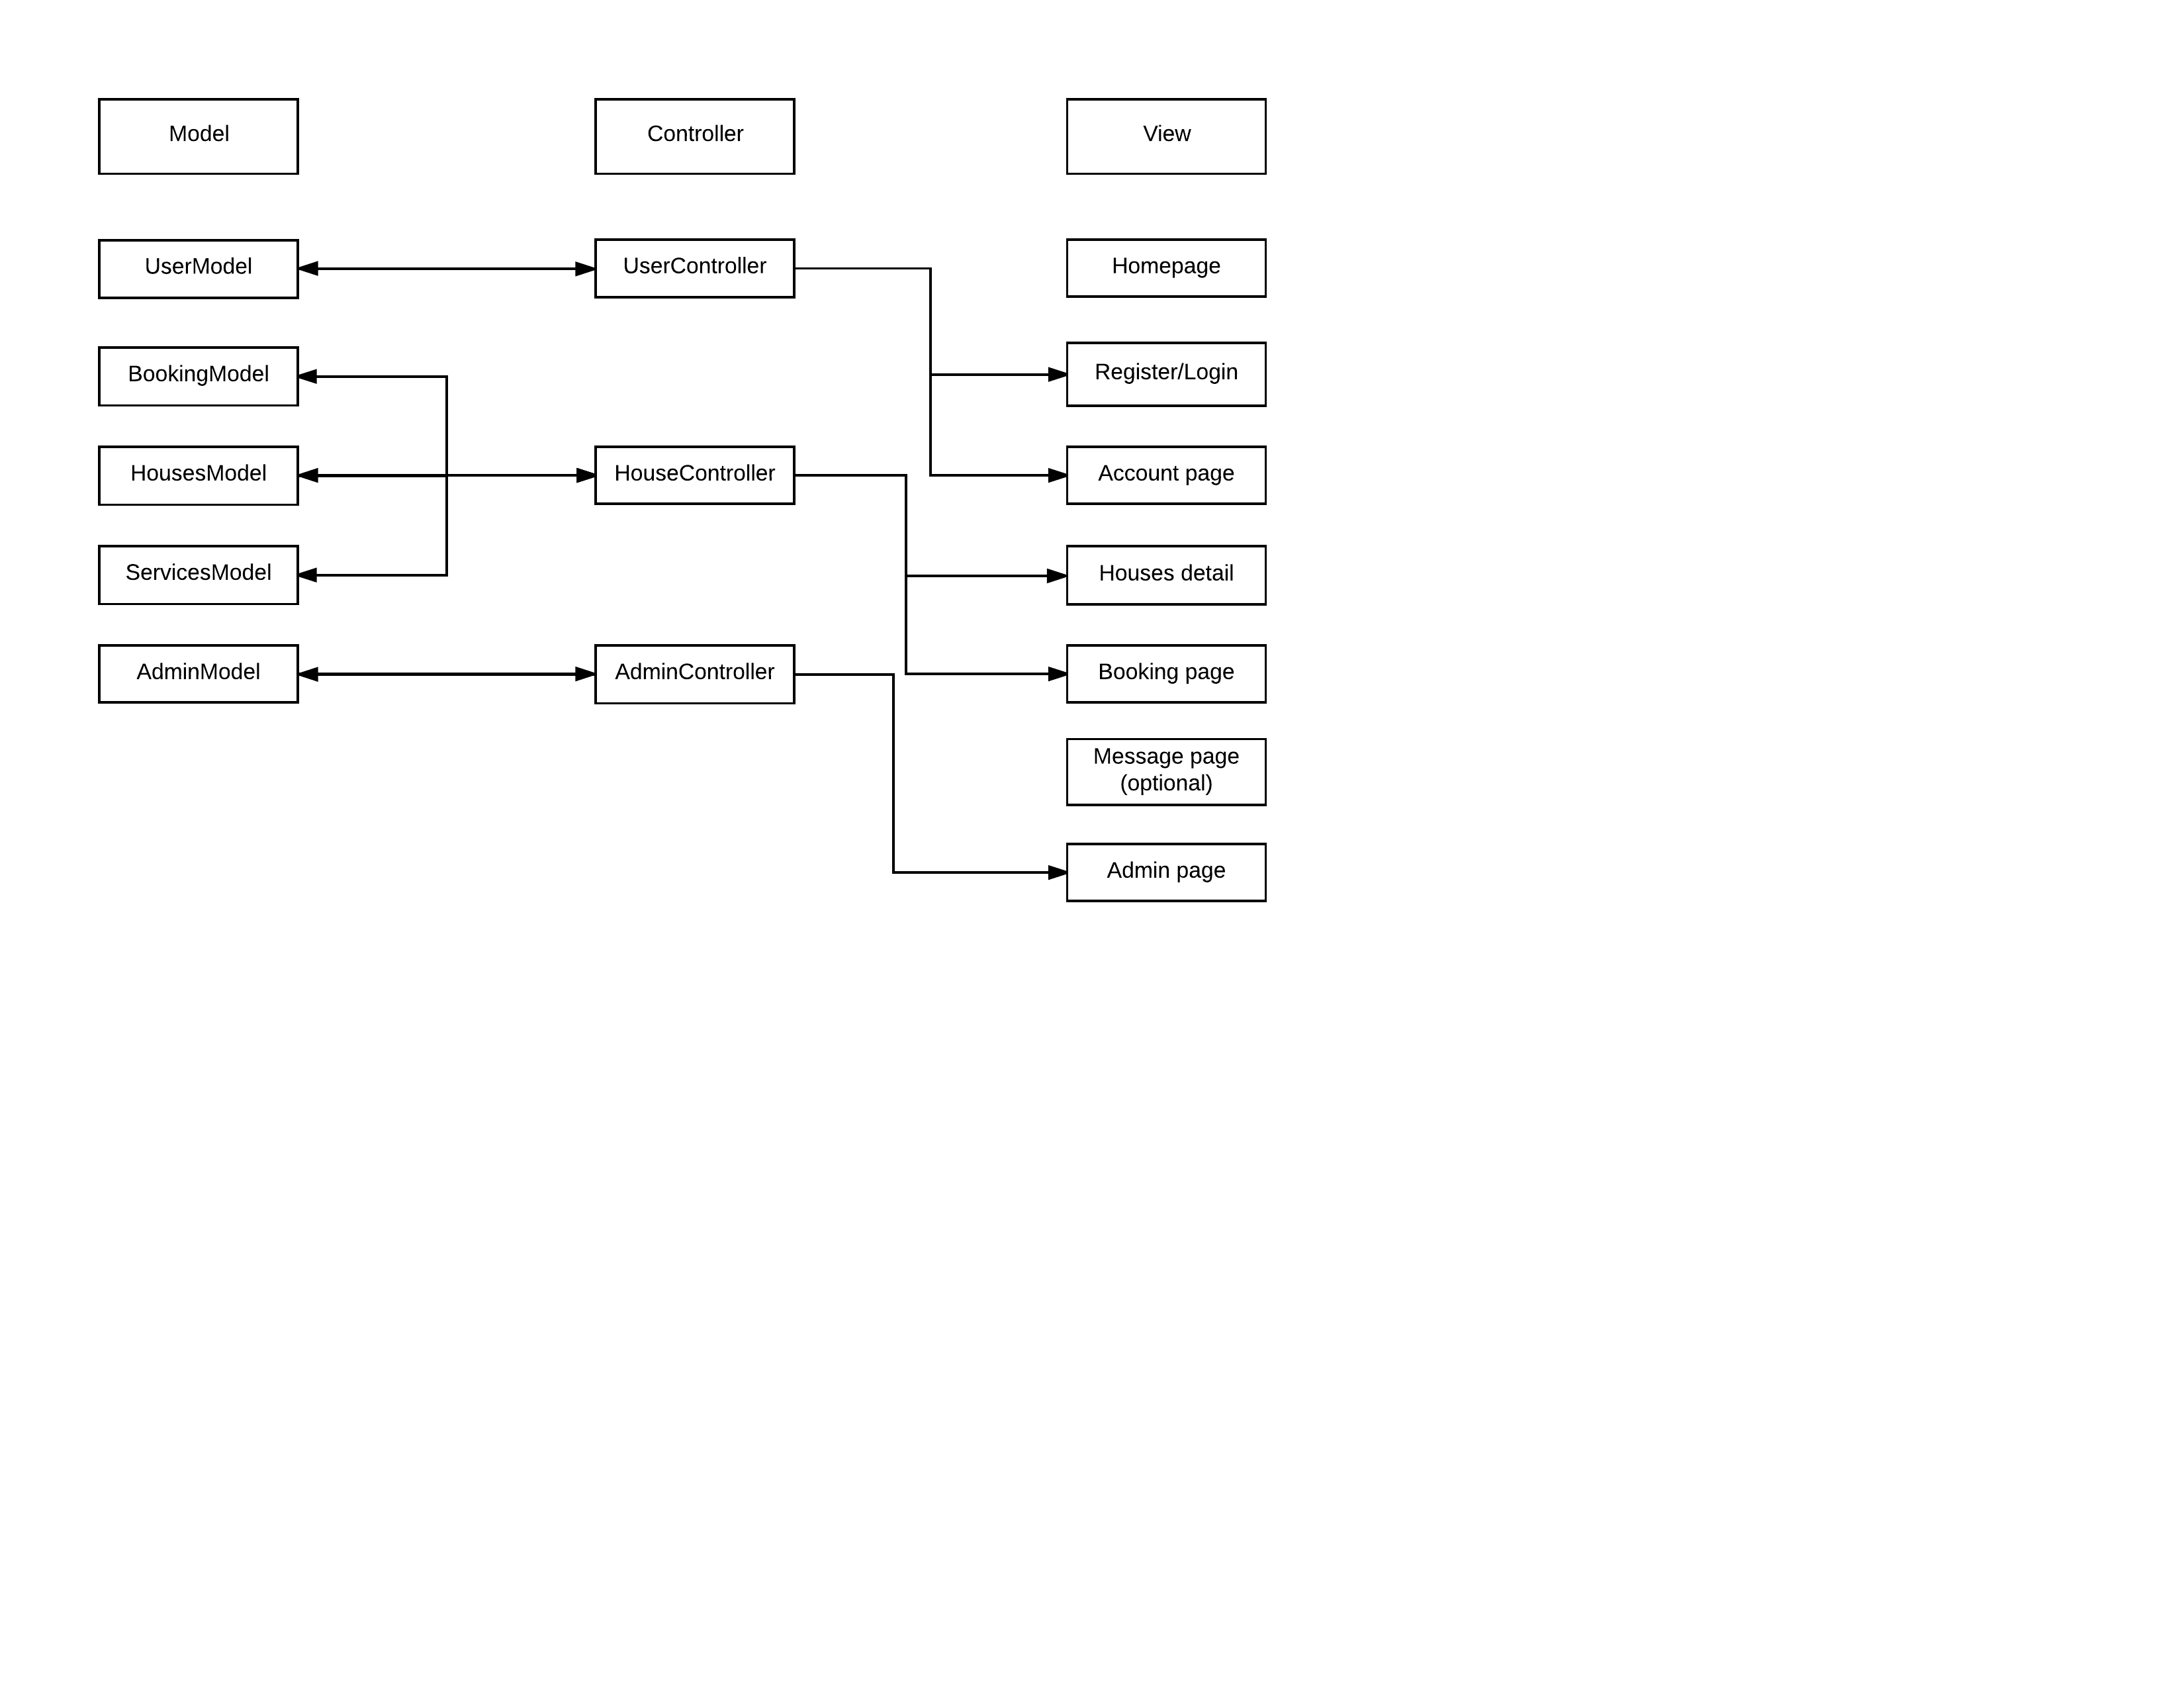 Model
Controller
View
UserModel
UserController
Homepage
BookingModel
Register/Login
HousesModel
HouseController
Account page
ServicesModel
Houses detail
AdminModel
AdminController
Booking page
Message page
(optional)
Admin page